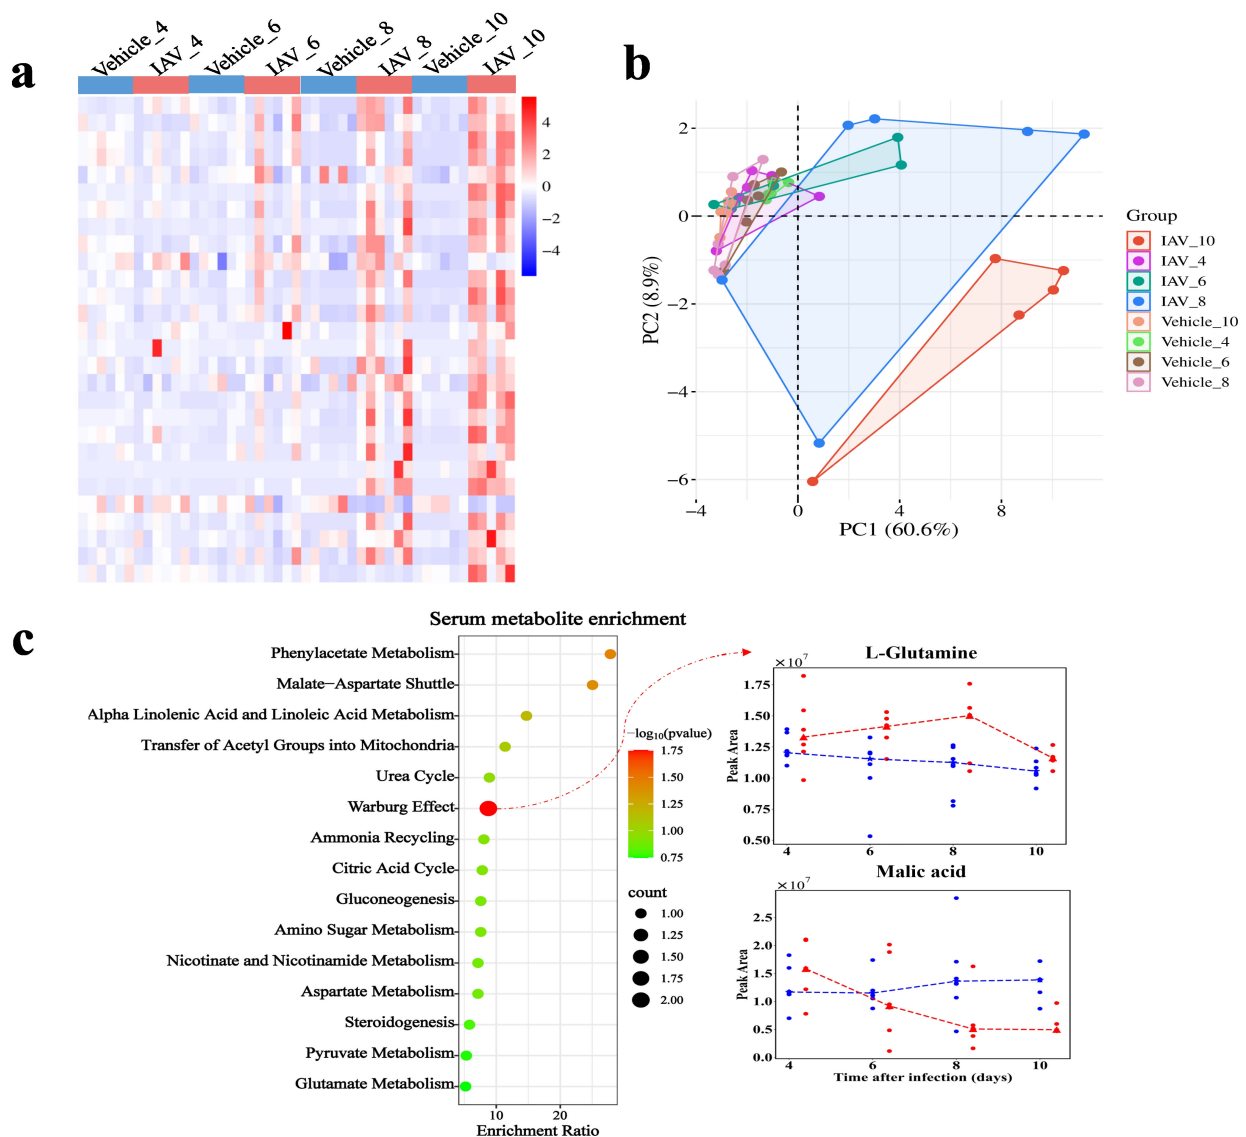 a
Vehicle_4 IAV_4 Vehicle_6 IAV_6 Vehicle_8 IAV_8 Vehicle_10 IAV_10
4
2
0
−2
−4
b
PC2 (8.9%)
2
0
−2
−4
−6
−4 0 4 8
PC1 (60.6%)
Group
IAV_10
IAV_4
IAV_6
IAV_8
Vehicle_10
Vehicle_4
Vehicle_6
Vehicle_8
c
Serum metabolite enrichment
Phenylacetate Metabolism
Malate−Aspartate Shuttle
Alpha Linolenic Acid and Linoleic Acid Metabolism
Transfer of Acetyl Groups into Mitochondria
Urea Cycle
Warburg Effect
Ammonia Recycling
Citric Acid Cycle
Gluconeogenesis
Amino Sugar Metabolism
Nicotinate and Nicotinamide Metabolism
Aspartate Metabolism
Steroidogenesis
Pyruvate Metabolism
Glutamate Metabolism
10 20
Enrichment Ratio
−log10(pvalue)
1.75
1.50
1.25
1.00
0.75
count
1.00
1.25
1.50
1.75
2.00
×10⁷
L-Glutamine
Peak Area
1.75
1.50
1.25
1.00
0.75
0.50
4 6 8 10
Malic acid
×10⁷
Peak Area
2.5
2.0
1.5
1.0
0.5
0.0
4 6 8 10
Time after infection (days)